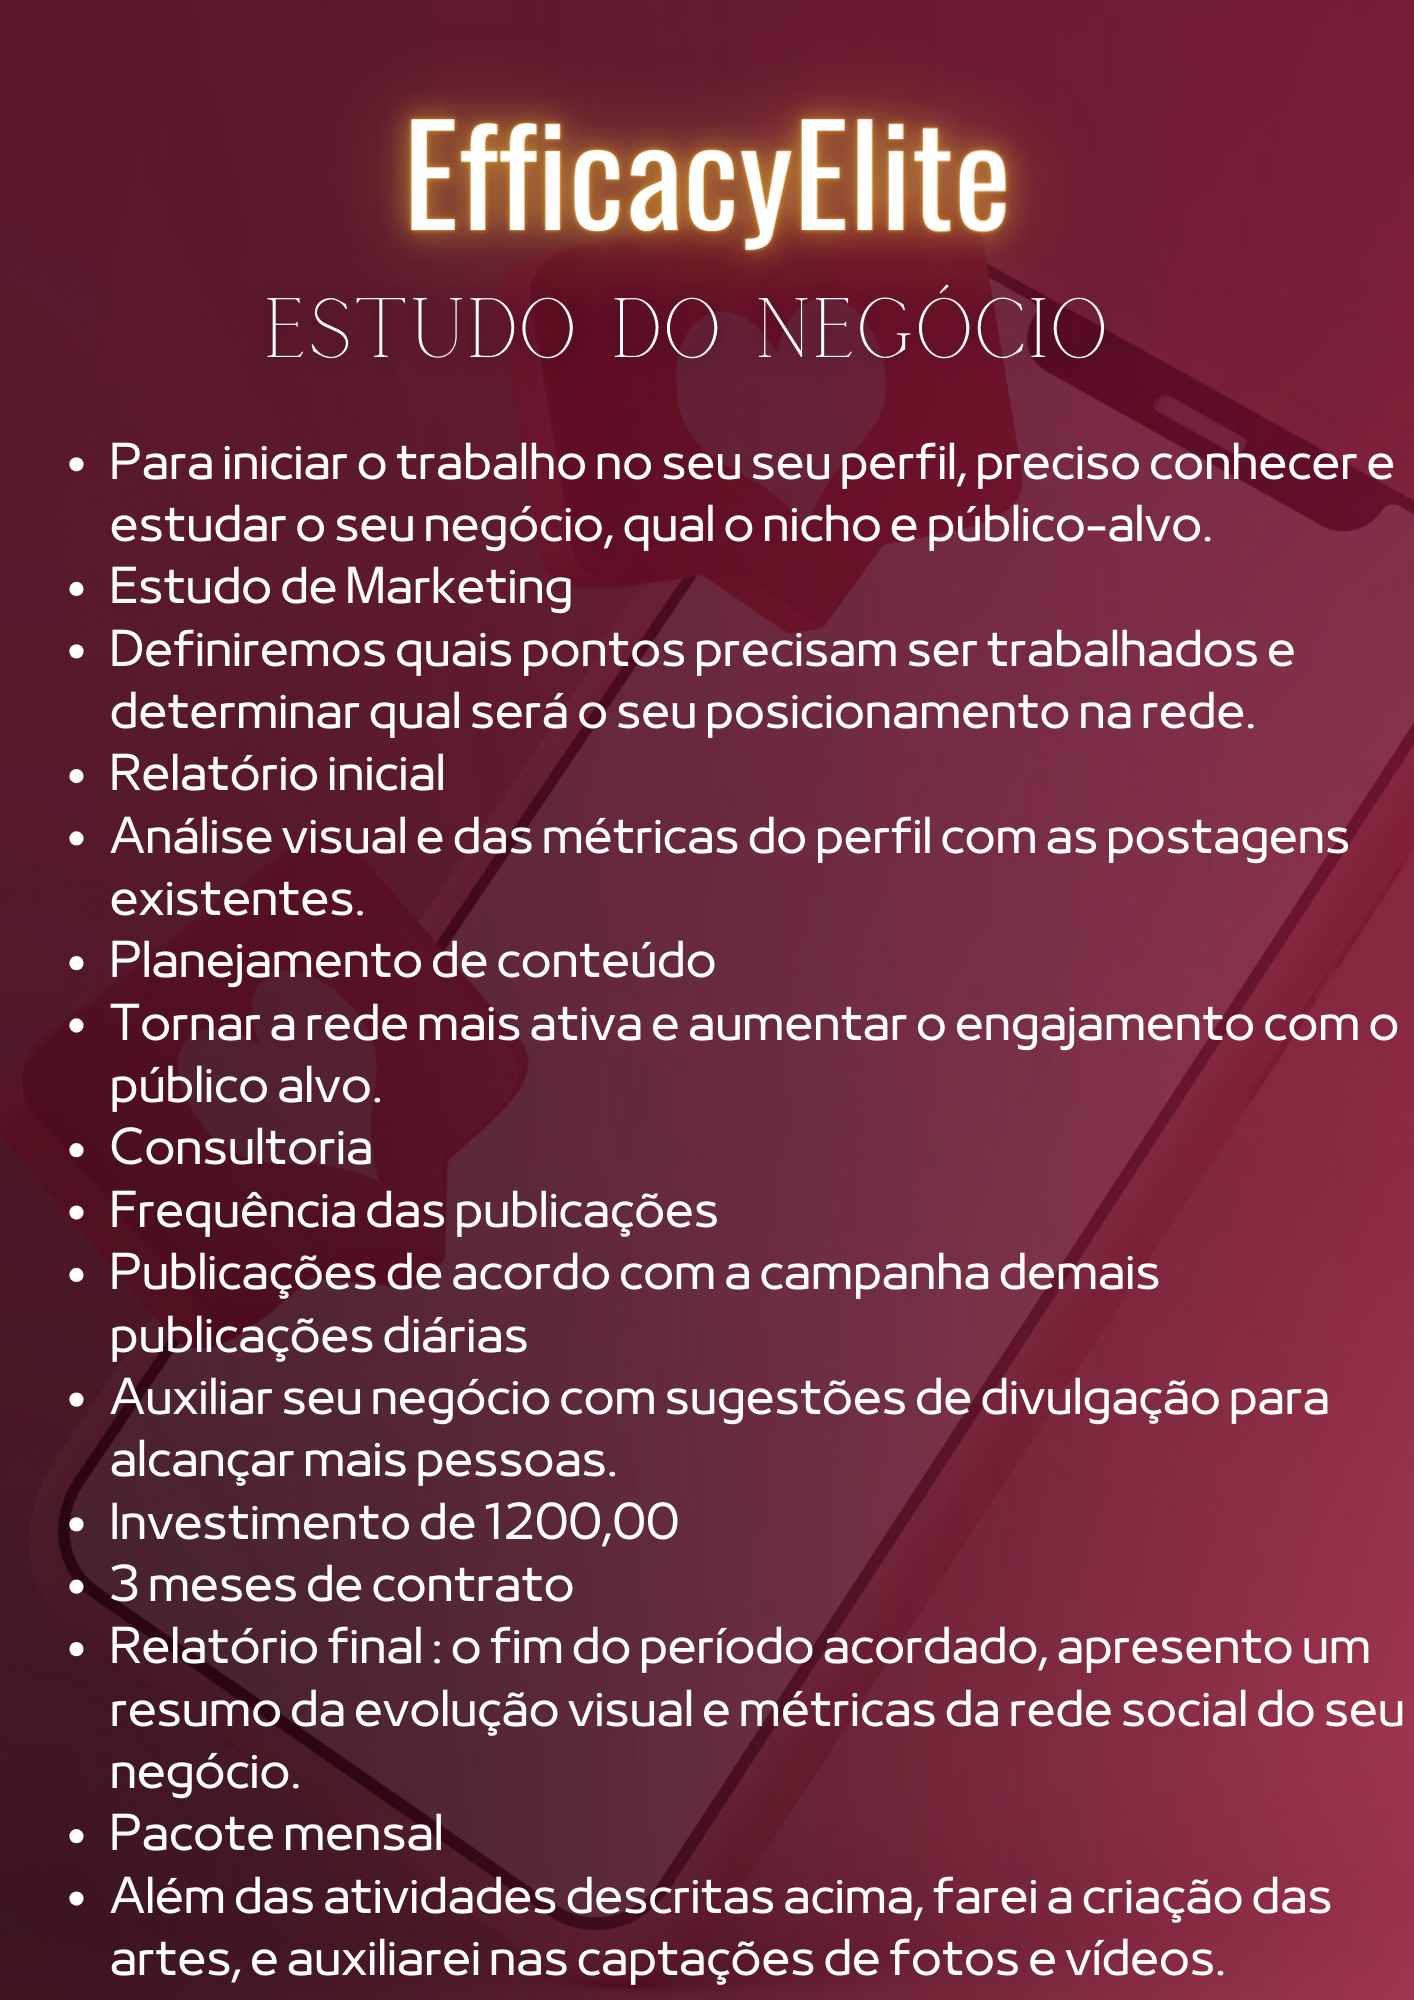 EfficacyElite
ESTUDO DO NEGÓCIO
• Para iniciar o trabalho no seu seu perfil, preciso conhecer e
estudar o seu negócio, qual o nicho e público-alvo.
• Estudo de Marketing
• Definiremos quais pontos precisam ser trabalhados e
determinar qual será o seu posicionamento na rede.
• Relatório inicial
• Análise visual e das métricas do perfil com as postagens
existentes.
• Planejamento de conteúdo
• Tornar a rede mais ativa e aumentar o engajamento com o
público alvo.
• Consultoria
• Frequência das publicações
• Publicações de acordo com a campanha demais
publicações diárias
• Auxiliar seu negócio com sugestões de divulgação para
alcançar mais pessoas.
• Investimento de 1200,00
• 3 meses de contrato
• Relatório final : o fim do período acordado, apresento um
resumo da evolução visual e métricas da rede social do seu
negócio.
• Pacote mensal
• Além das atividades descritas acima, farei a criação das
artes, e auxiliarei nas captações de fotos e vídeos.